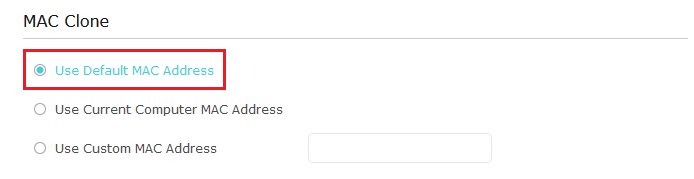 MAC Clone
Use Default MAC Address
Use Current Computer MAC Address
Use Custom MAC Address